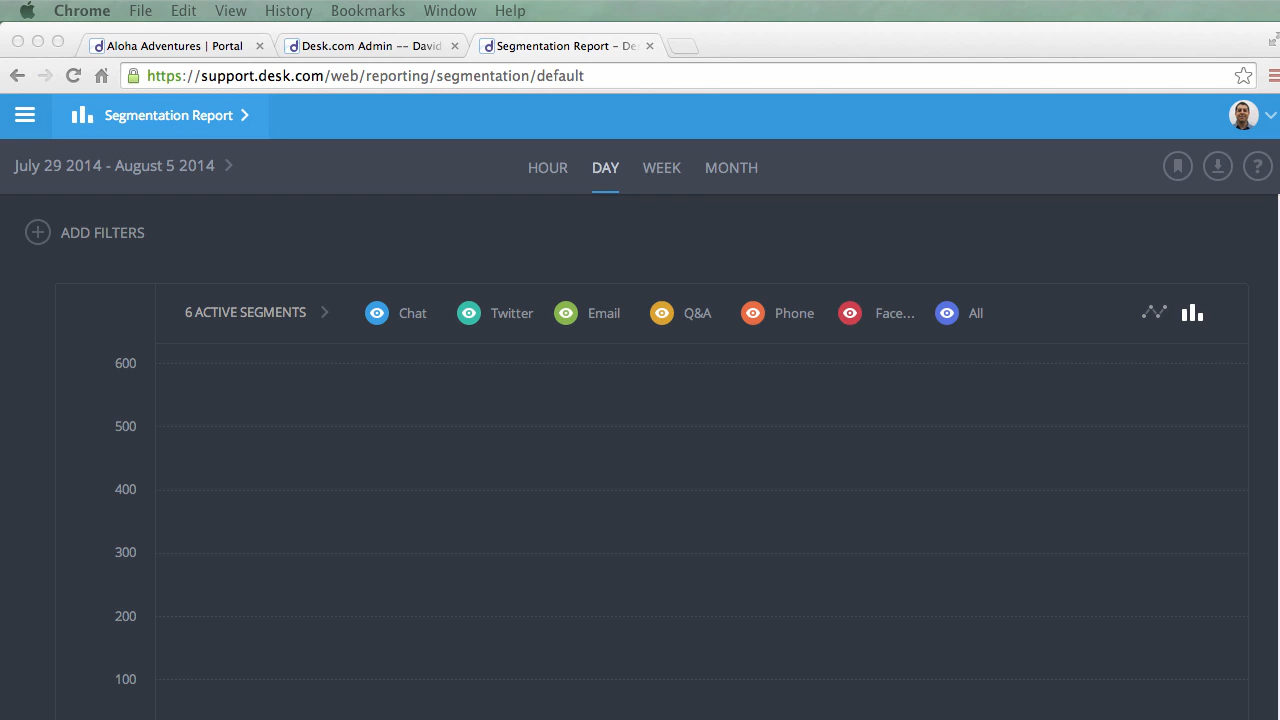 Chrome File Edit View History Bookmarks Window Help
Aloha Adventures | Portal Desk.com Admin -- David Segmentation Report – De
https://support.desk.com/web/reporting/segmentation/default
Segmentation Report
July 29 2014 - August 5 2014 HOUR DAY WEEK MONTH ?
ADD FILTERS
6 ACTIVE SEGMENTS Chat Twitter Email Q&A Phone Face... All
600
500
400
300
200
100